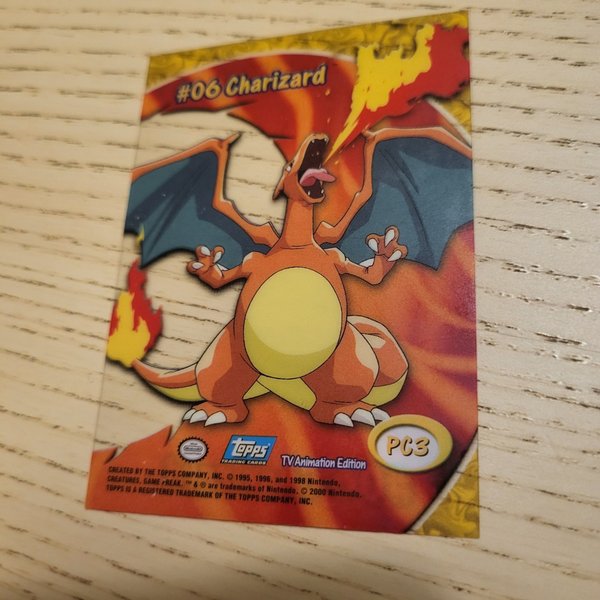 #06 Charizard
PC3
Topps
TRADING CARDS
TV Animation Edition
CREATED BY THE TOPPS COMPANY, INC. © 1995, 1996, and 1998 Nintendo,
CREATURES, GAME FREAK. ™ & ® are trademarks of Nintendo. © 2000 Nintendo.
TOPPS IS A REGISTERED TRADEMARK OF THE TOPPS COMPANY, INC.